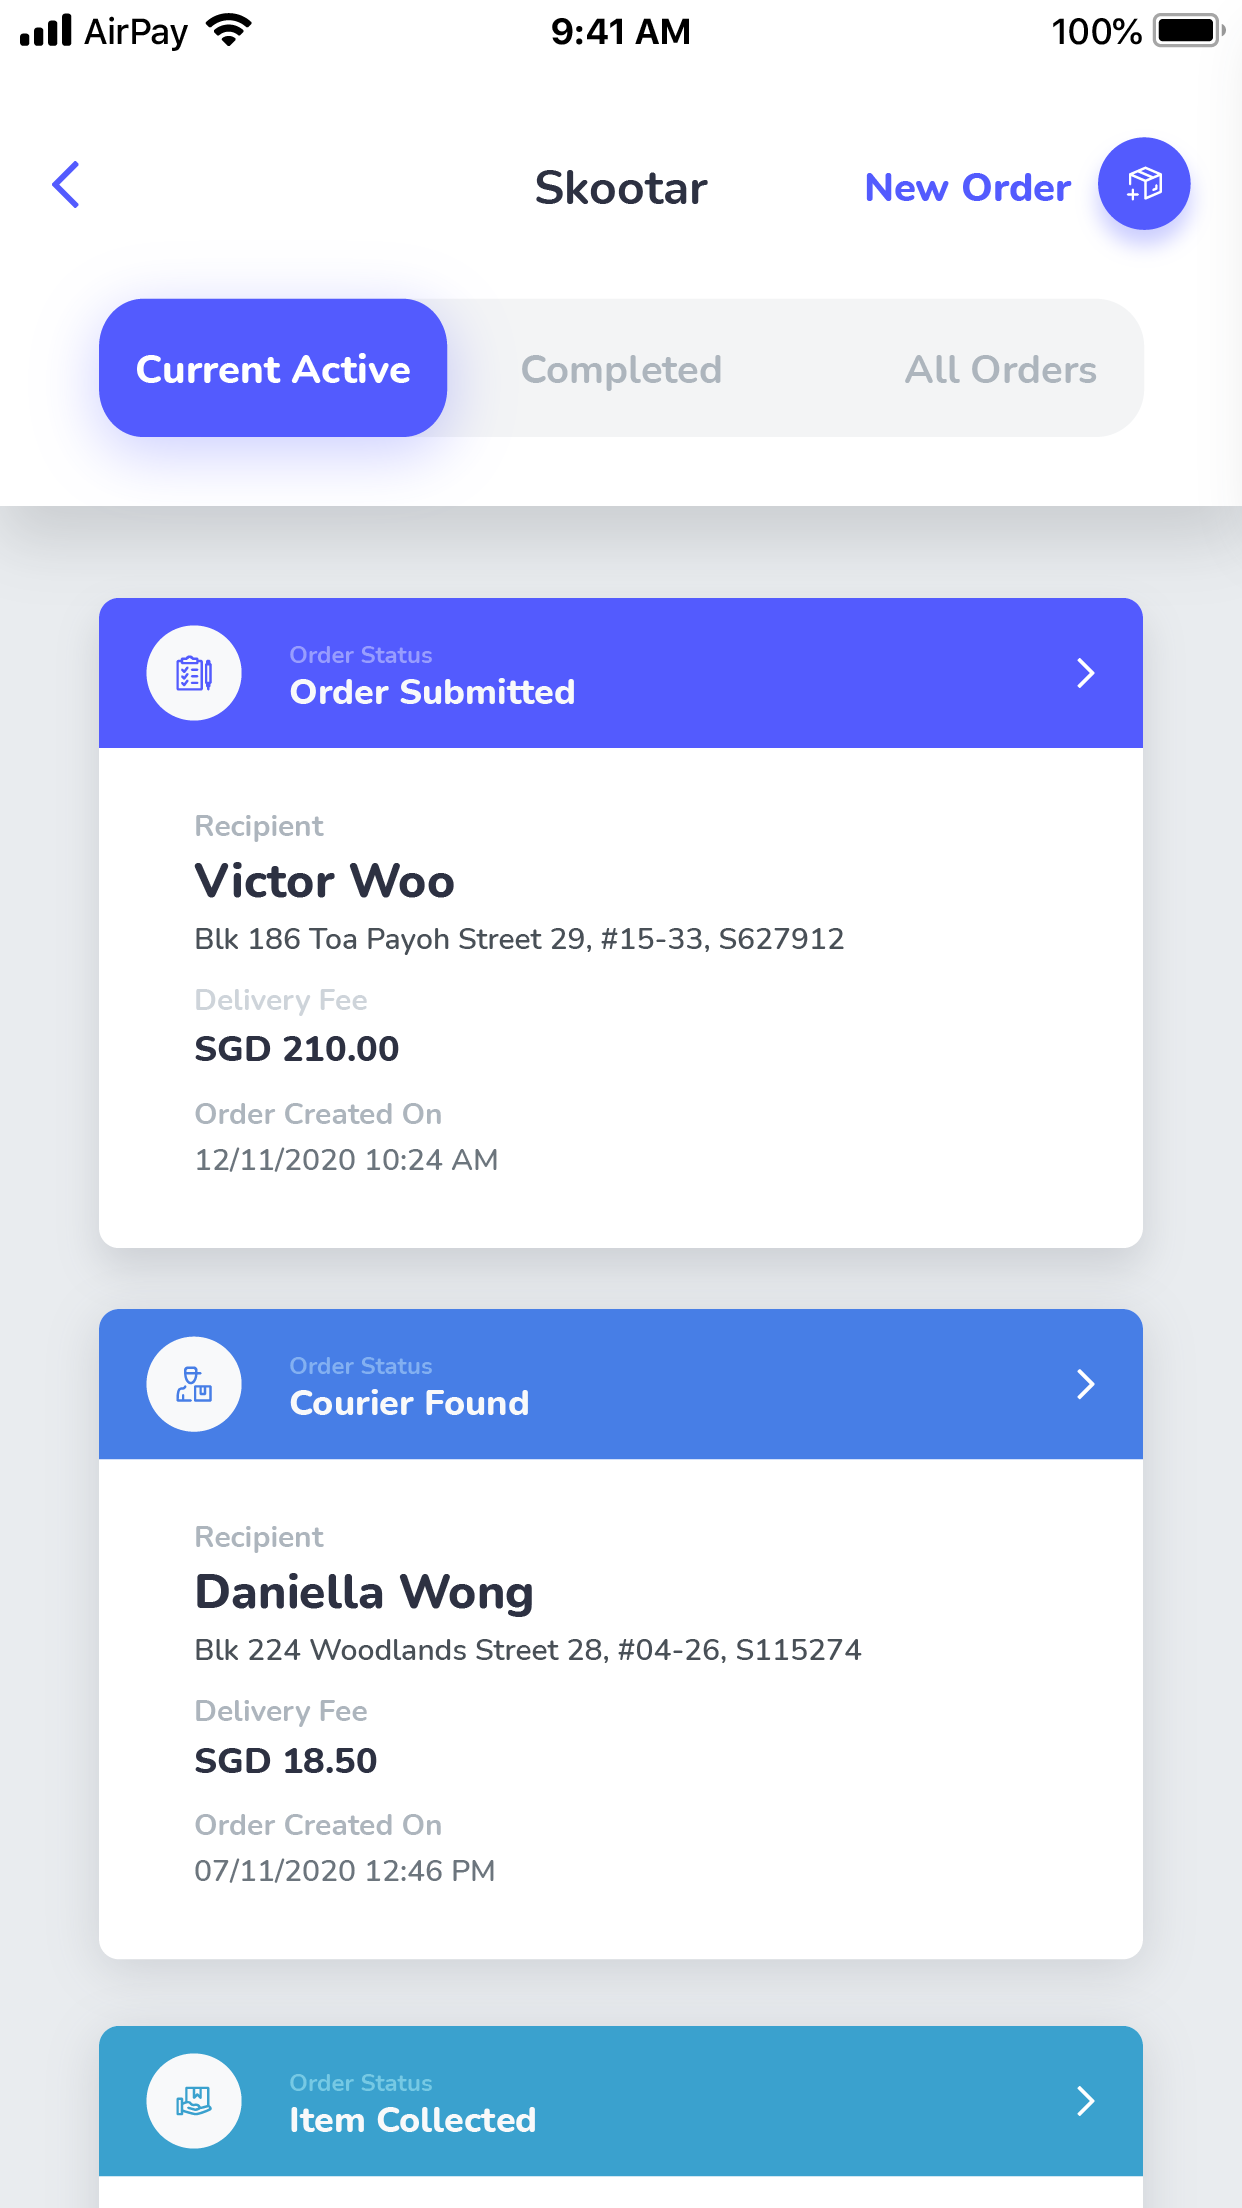 AirPay
9:41 AM
100%
Skootar
New Order
Current Active
Completed
All Orders
Order Status
Order Submitted
Recipient
Victor Woo
Blk 186 Toa Payoh Street 29, #15-33, S627912
Delivery Fee
SGD 210.00
Order Created On
12/11/2020 10:24 AM
Order Status
Courier Found
Recipient
Daniella Wong
Blk 224 Woodlands Street 28, #04-26, S115274
Delivery Fee
SGD 18.50
Order Created On
07/11/2020 12:46 PM
Order Status
Item Collected